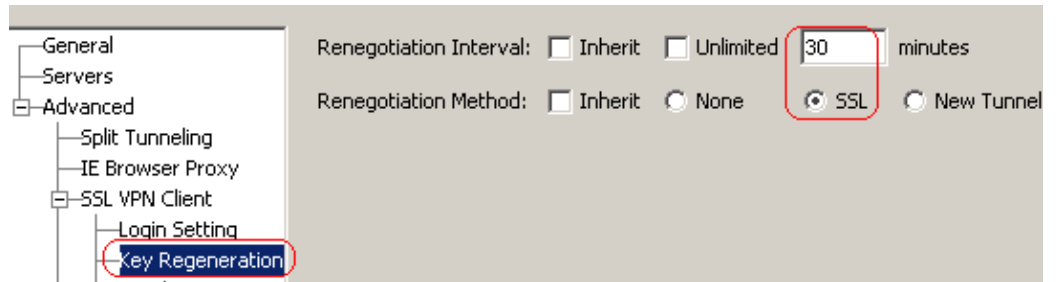 General
Servers
Advanced
Split Tunneling
IE Browser Proxy
SSL VPN Client
Login Setting
Key Regeneration
Renegotiation Interval: Inherit Unlimited 30 minutes
Renegotiation Method: Inherit None SSL New Tunnel